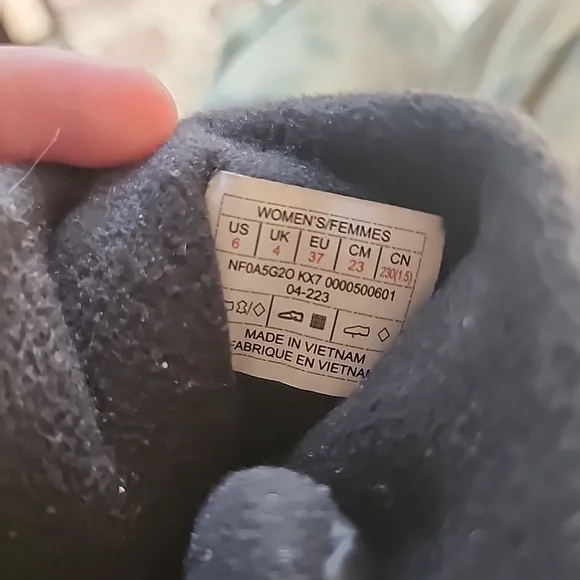 WOMEN'S/FEMMES
US UK EU CM CN
6 4 37 23 230(1.5)
NF0A5G2O KX7 0000500601
04-223
MADE IN VIETNAM
FABRIQUE EN VIETNAM